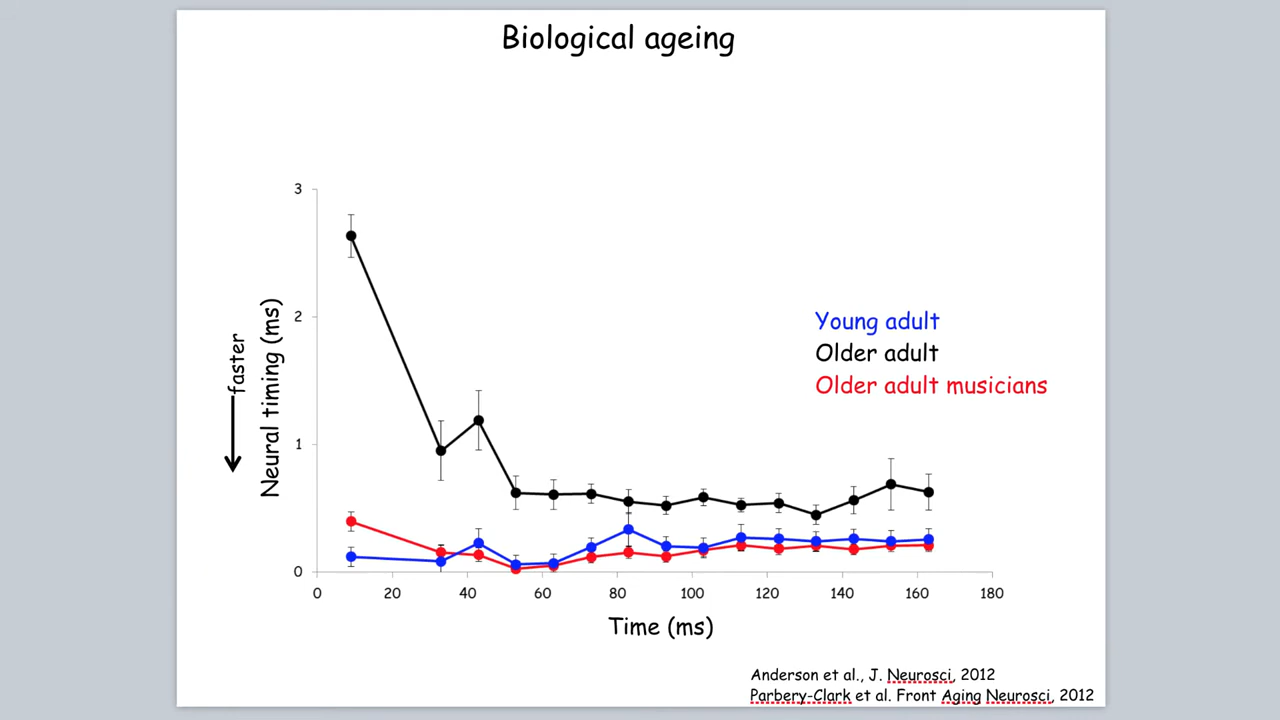 Biological ageing
3
2
1
0
faster
Neural timing (ms)
Young adult
Older adult
Older adult musicians
0 20 40 60 80 100 120 140 160 180
Time (ms)
Anderson et al., J. Neurosci, 2012
Parbery-Clark et al. Front Aging Neurosci, 2012